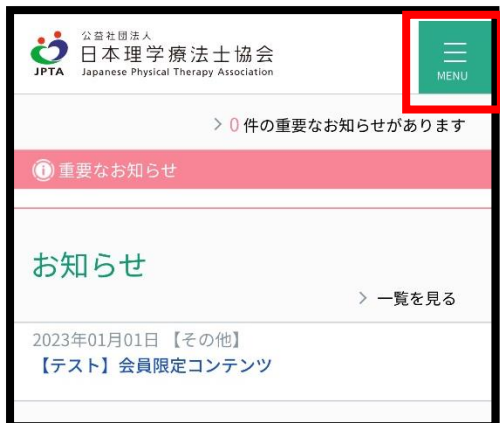 公益社団法人
日本理学療法士協会
JPTA Japanese Physical Therapy Association
MENU
> 0 件の重要なお知らせがあります
i 重要なお知らせ
お知らせ
> 一覧を見る
2023年01月01日 【その他】
【テスト】会員限定コンテンツ